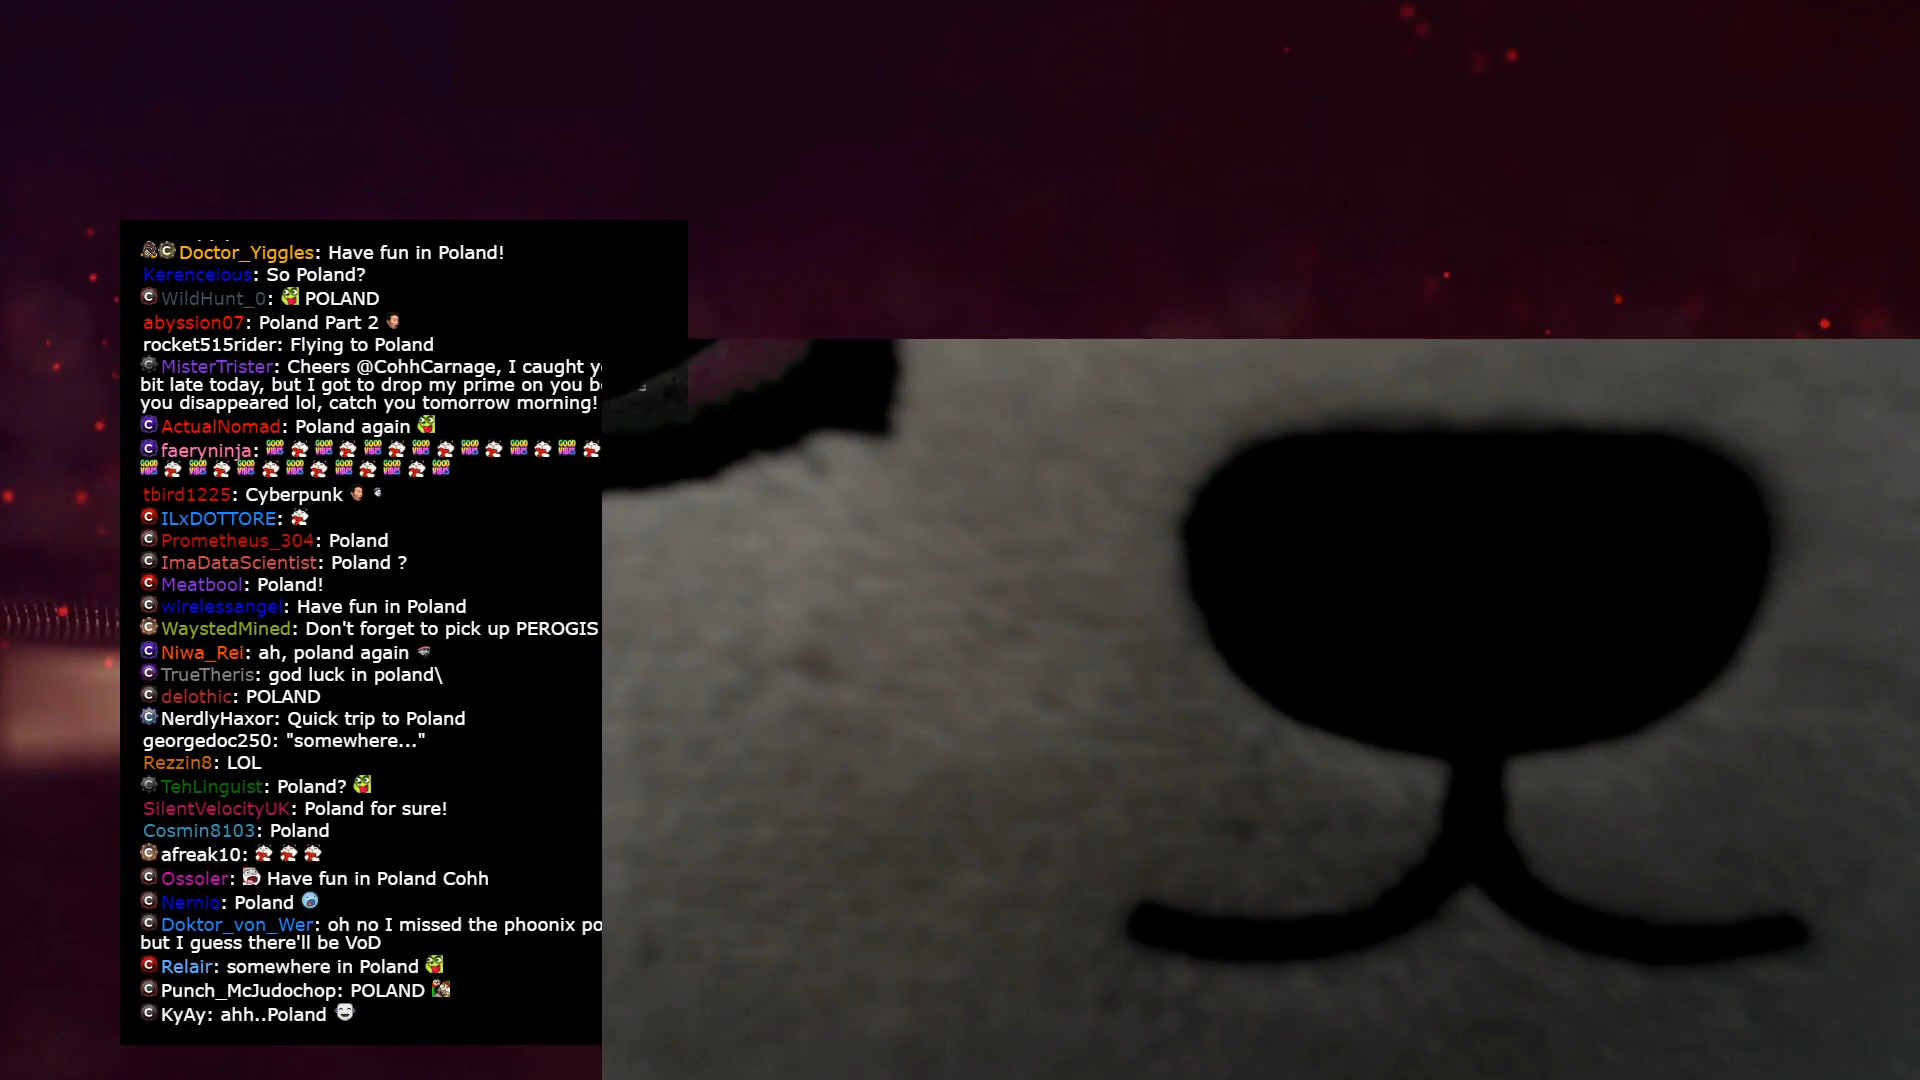 Doctor_Yiggles: Have fun in Poland!
Kerenceious: So Poland?
WildHunt_0: POLAND
abyssion07: Poland Part 2
rocket515rider: Flying to Poland
MisterTrister: Cheers @CohhCarnage, I caught
bit late today, but I got to drop my prime on you
you disappeared lol, catch you tomorrow morning!
ActualNomad: Poland again
faeryninja:
tbird1225: Cyberpunk
ILxDOTTORE:
Prometheus_304: Poland
ImaDataScientist: Poland ?
Meatbool: Poland!
wirelessangel: Have fun in Poland
WaystedMined: Don't forget to pick up PEROGIS
Niwa_Rei: ah, poland again
TrueTheris: god luck in poland\
delothic: POLAND
NerdlyHaxor: Quick trip to Poland
georgedoc250: "somewhere..."
Rezzin8: LOL
TehLinguist: Poland?
SilentVelocityUK: Poland for sure!
Cosmin8103: Poland
afreak10:
Ossoler: Have fun in Poland Cohh
Nernio: Poland
Doktor_von_Wer: oh no I missed the phoonix
but I guess there'll be VoD
Relair: somewhere in Poland
Punch_McJudochop: POLAND
KyAy: ahh..Poland